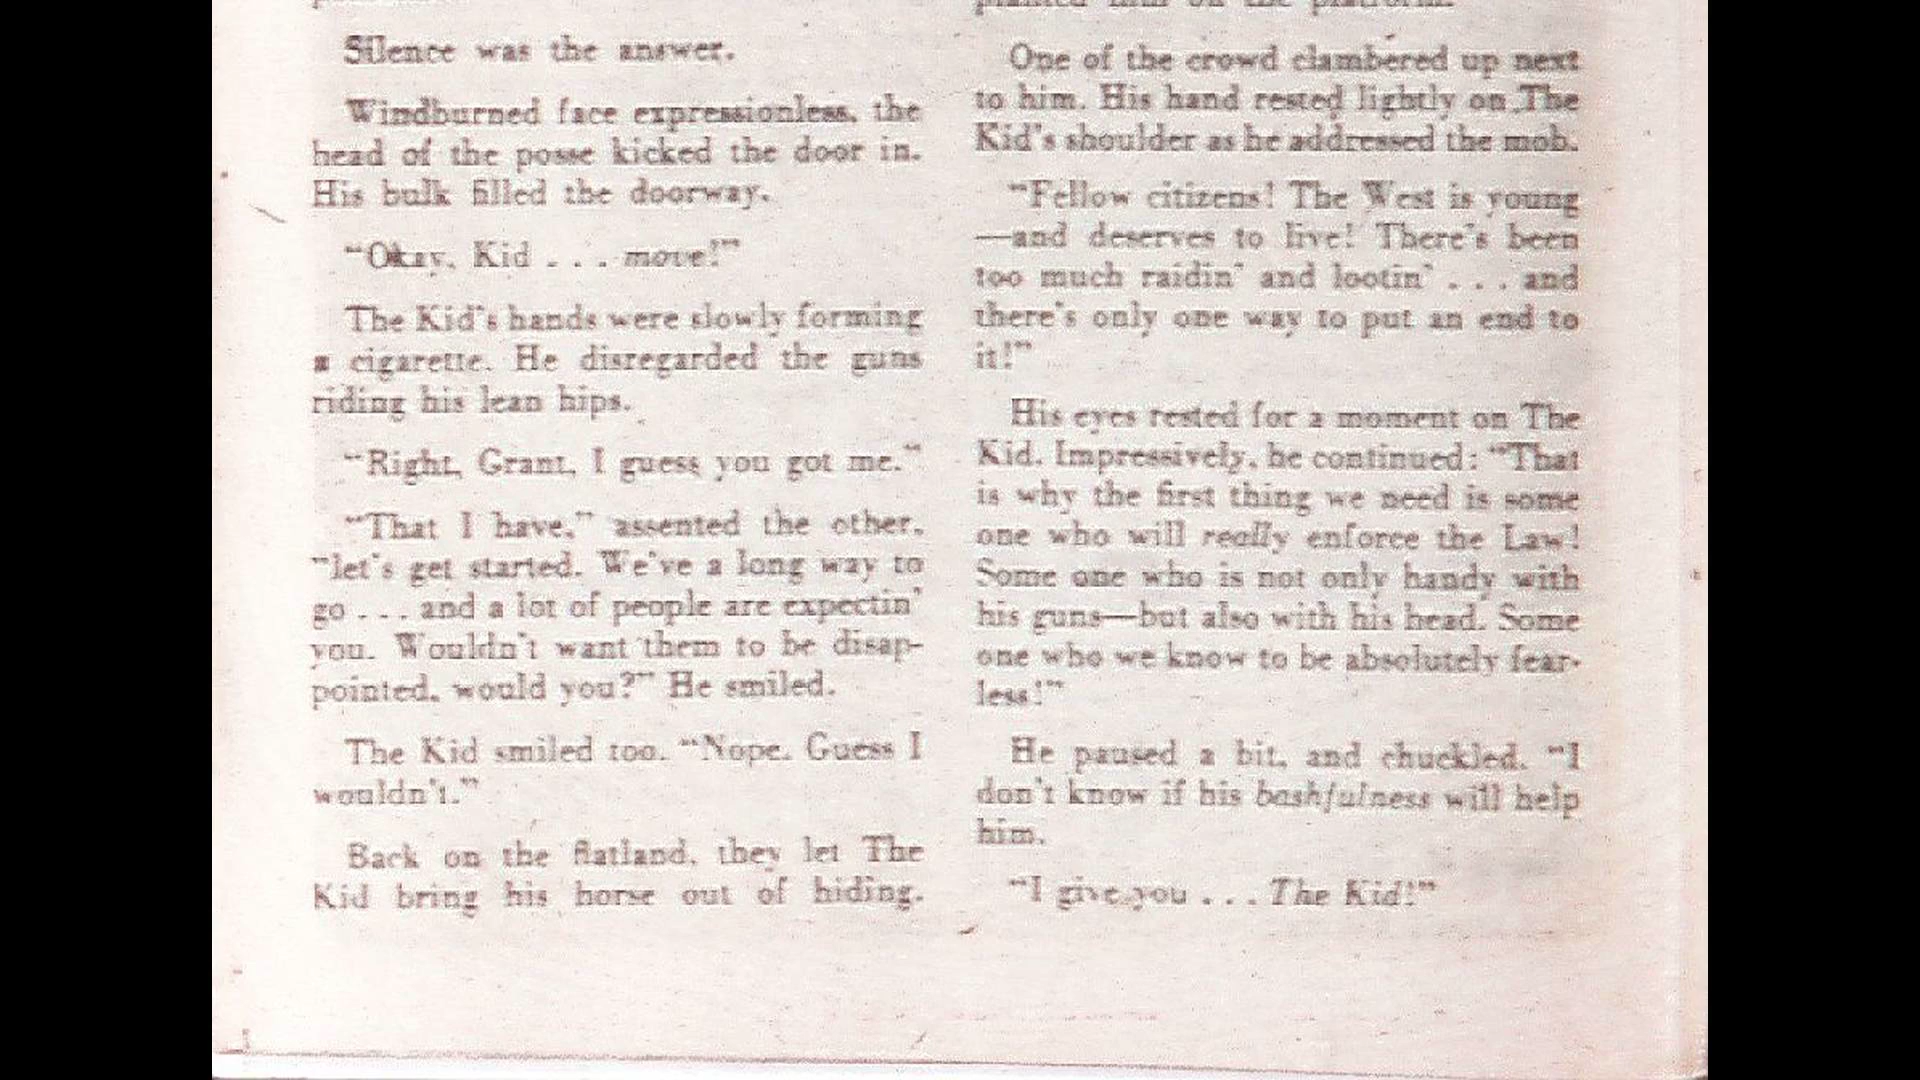 Silence was the answer.
Windburned face expressionless, the
head of the posse kicked the door in.
His bulk filled the doorway.
"Okay, Kid . . . move!"
The Kid's hands were slowly forming
a cigarette. He disregarded the guns
riding his lean hips.
"Right, Grant, I guess you got me."
"That I have," assented the other,
"let's get started. We've a long way to
go . . . and a lot of people are expectin'
you. Wouldn't want them to be disap-
pointed, would you?" He smiled.
The Kid smiled too. "Nope. Guess I
wouldn't."
Back on the flatland, they let The
Kid bring his horse out of hiding.
planted him on the platform.
One of the crowd clambered up next
to him. His hand rested lightly on The
Kid's shoulder as he addressed the mob.
"Fellow citizens! The West is young
—and deserves to live! There's been
too much raidin' and lootin' . . . and
there's only one way to put an end to
it!"
His eyes rested for a moment on The
Kid. Impressively, he continued: "That
is why the first thing we need is some
one who will really enforce the Law!
Some one who is not only handy with
his guns—but also with his head. Some
one who we know to be absolutely fear-
less!"
He paused a bit, and chuckled. "I
don't know if his bashfulness will help
him.
"I give you . . . The Kid!"